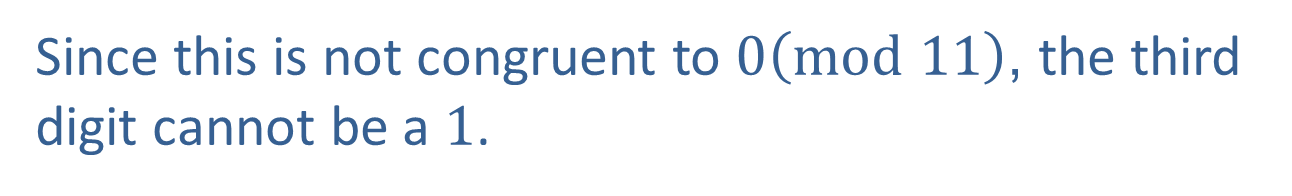 Since this is not congruent to 0(mod 11), the third
digit cannot be a 1.